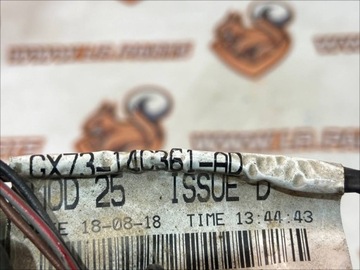 GX73-14C361-AD
MOD 25 ISSUE D
18-08-18 TIME 13:44:43